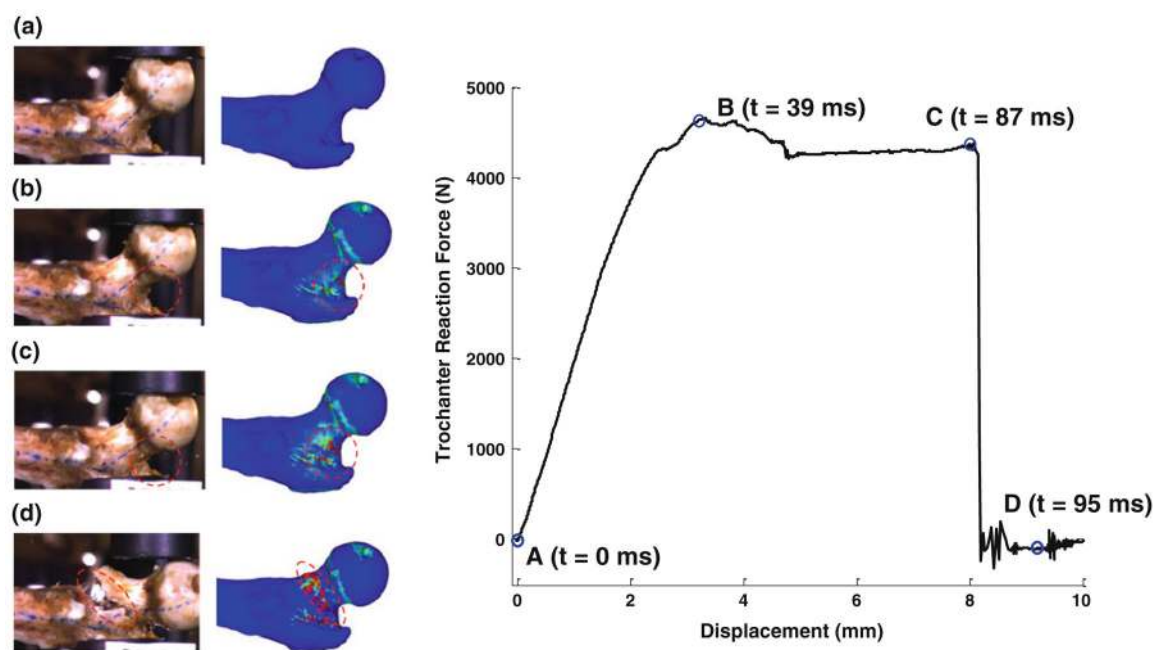 (a)
(b)
(c)
(d)
Trochanter Reaction Force (N)
5000
4000
3000
2000
1000
0
A (t = 0 ms)
B (t = 39 ms)
C (t = 87 ms)
D (t = 95 ms)
0 2 4 6 8 10
Displacement (mm)